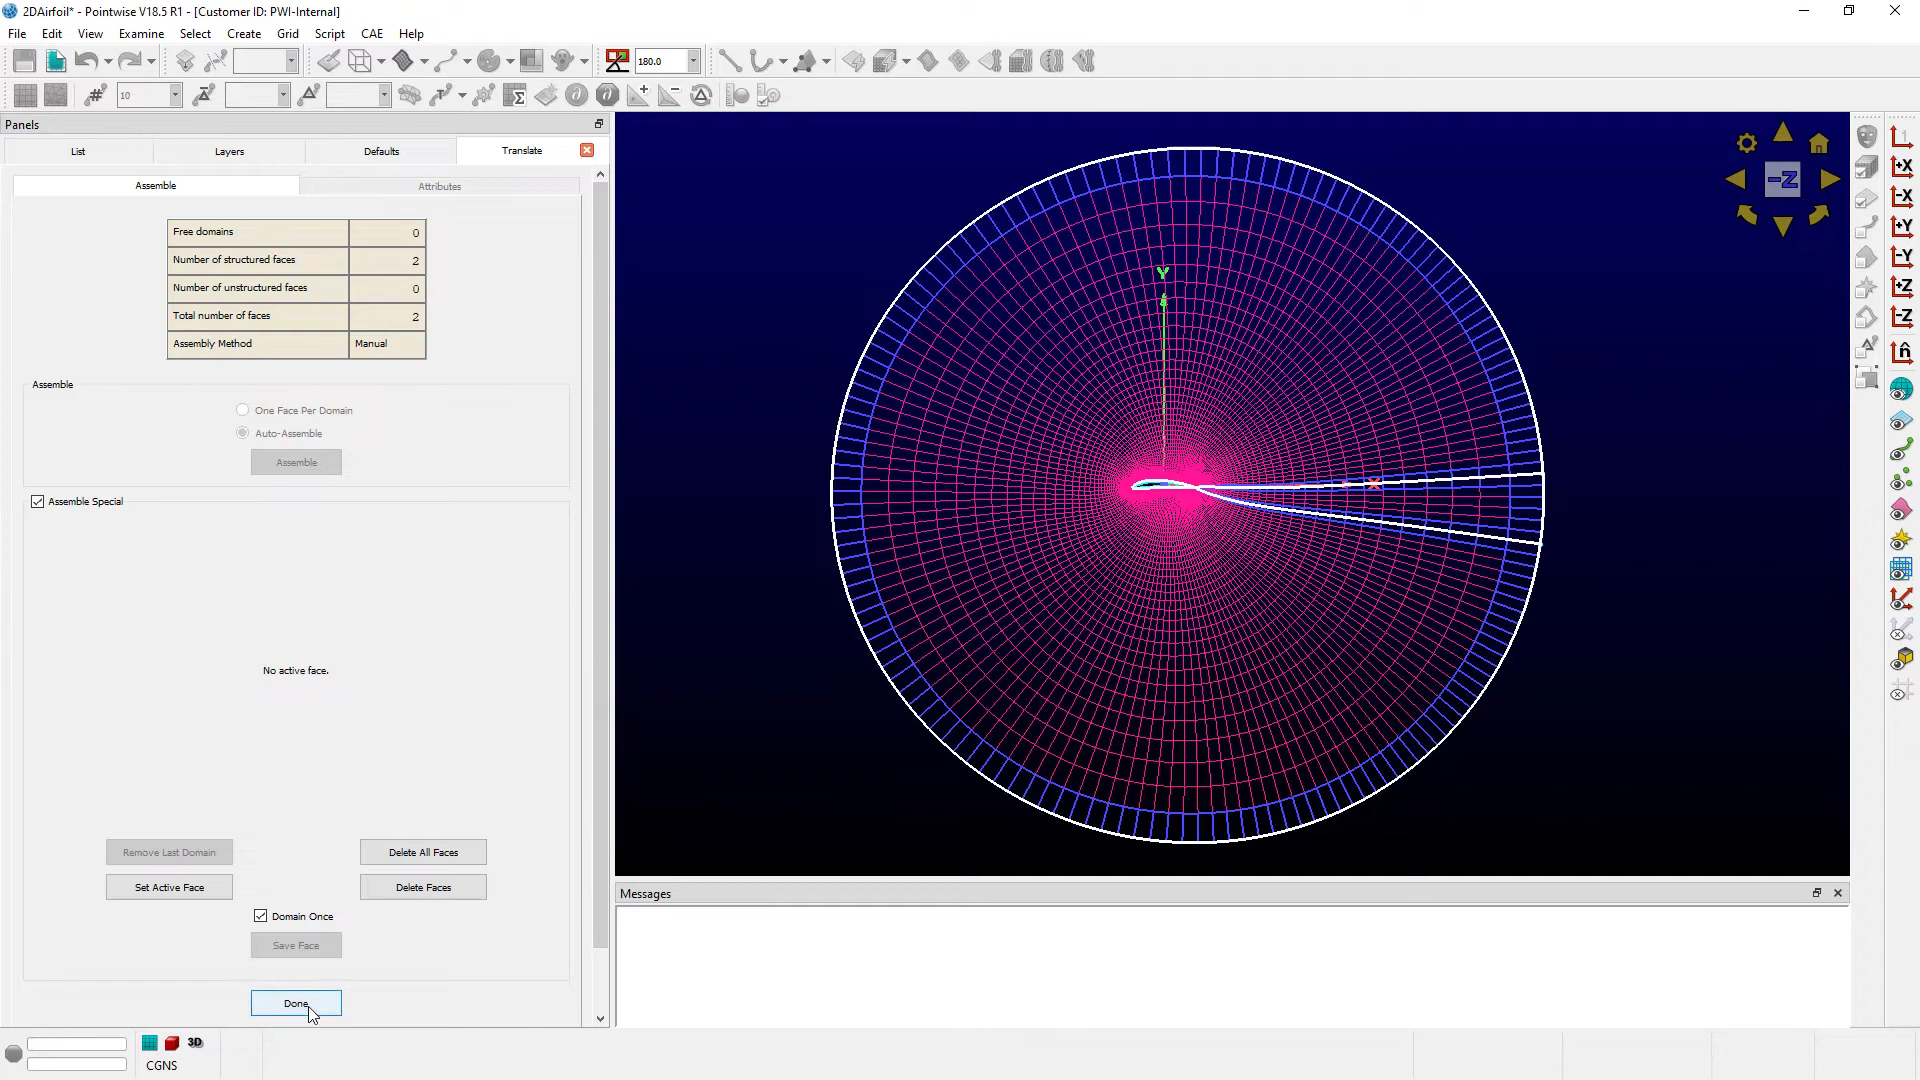 2DAirfoil* - Pointwise V18.5 R1 - [Customer ID: PWI-Internal]
File Edit View Examine Select Create Grid Script CAE Help
180.0
10
Panels
List Layers Defaults Translate
Assemble Attributes
Free domains 0
Number of structured faces 2
Number of unstructured faces 0
Total number of faces 2
Assembly Method Manual
Assemble
One Face Per Domain
Auto-Assemble
Assemble
Assemble Special
No active face.
Remove Last Domain Delete All Faces
Set Active Face Delete Faces
Domain Once
Save Face
Done
3D
CGNS
Y
-Z
+X
-X
+Y
-Y
+Z
-Z
n̂
Messages